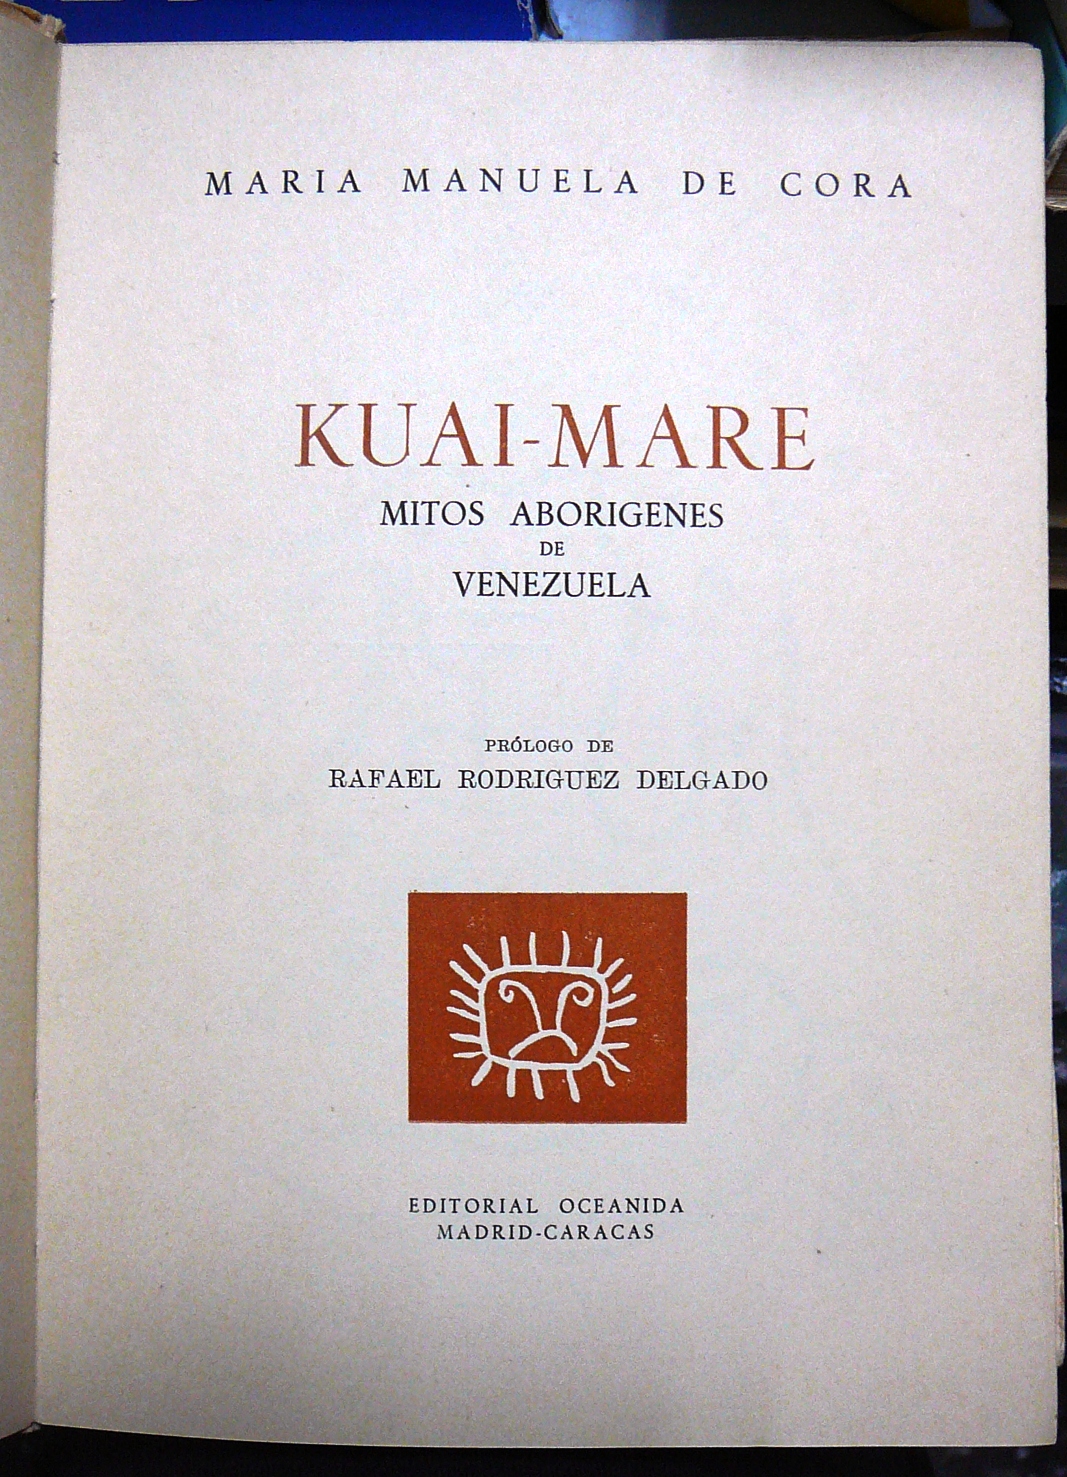 MARIA MANUELA DE CORA
KUAI-MARE
MITOS ABORIGENES
DE
VENEZUELA
PRÓLOGO DE
RAFAEL RODRIGUEZ DELGADO
EDITORIAL OCEANIDA
MADRID-CARACAS